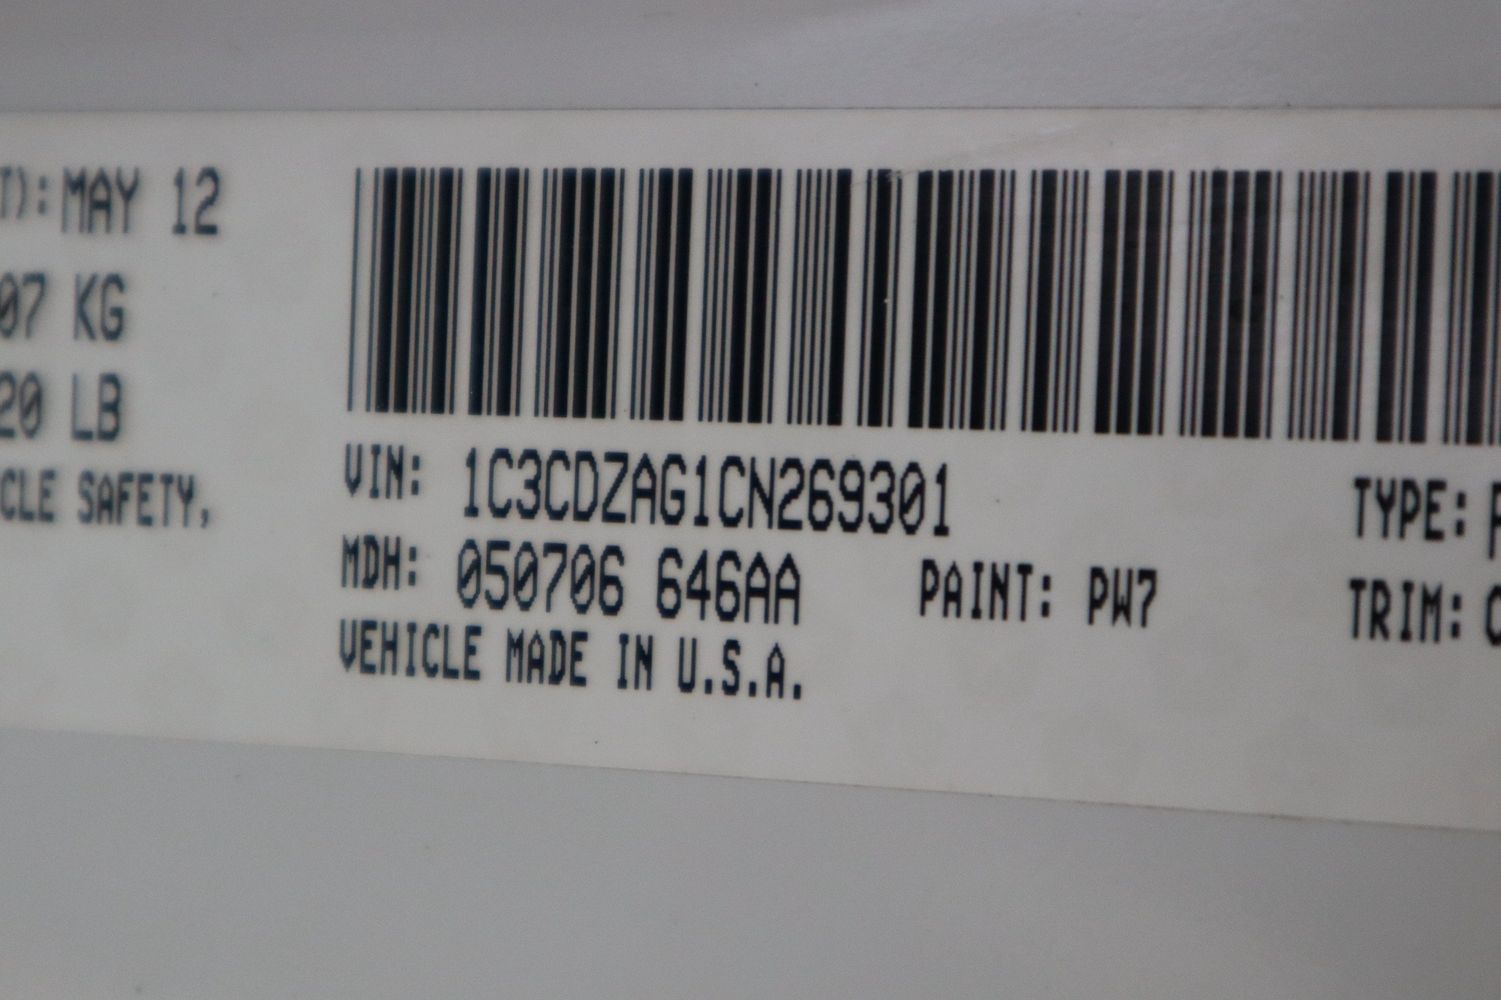 T): MAY 12
07 KG
20 LB
CLE SAFETY,
VIN: 1C3CDZAG1CN269301
TYPE:
MDH: 050706 646AA PAINT: PW7
TRIM:
VEHICLE MADE IN U.S.A.